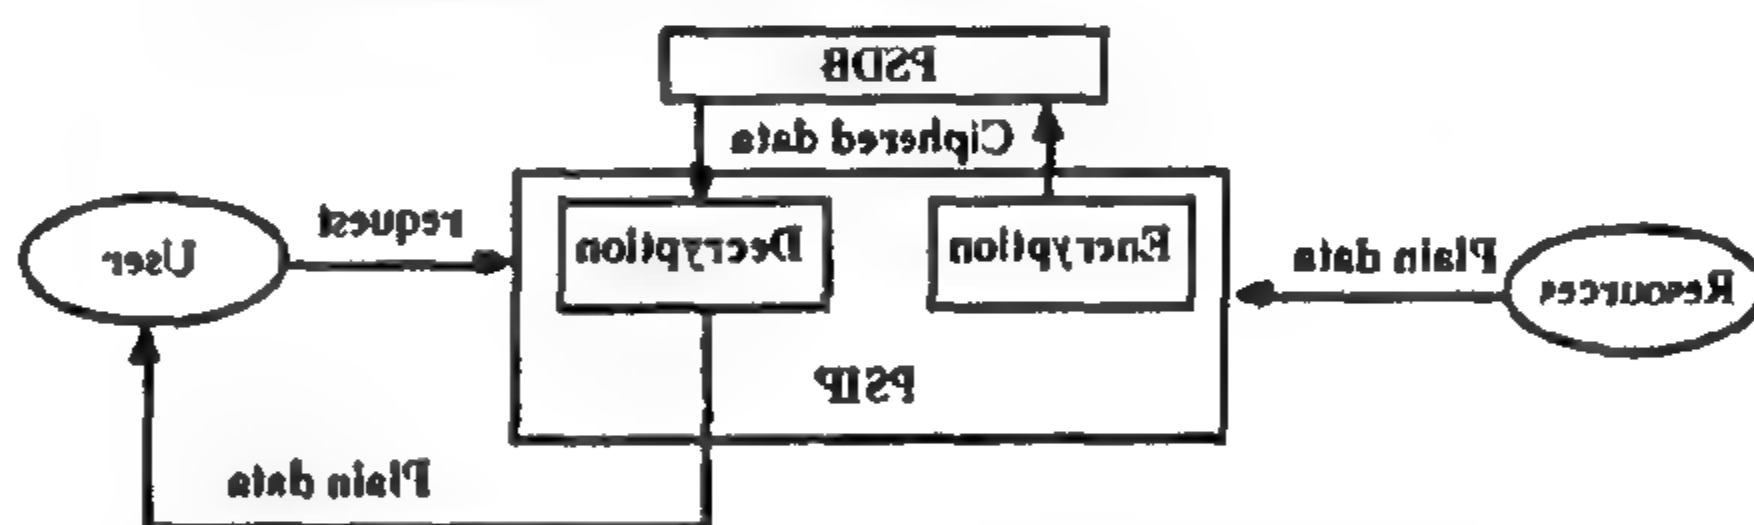 PSDB
Ciphered data
request
User
Decryption
Encryption
Plain data
Resources
PSIP
Plain data